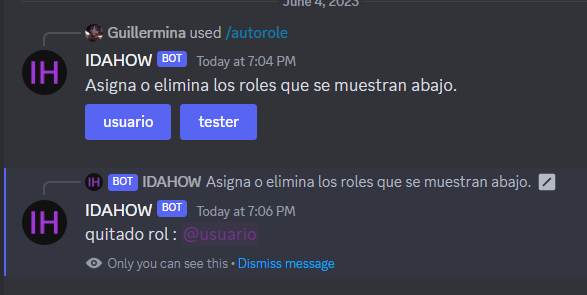 June 4, 2023
Guillermina used /autorole
IH
IDAHOW BOT Today at 7:04 PM
Asigna o elimina los roles que se muestran abajo.
usuario tester
IH BOT IDAHOW Asigna o elimina los roles que se muestran abajo.
IH
IDAHOW BOT Today at 7:06 PM
quitado rol : @usuario
Only you can see this • Dismiss message